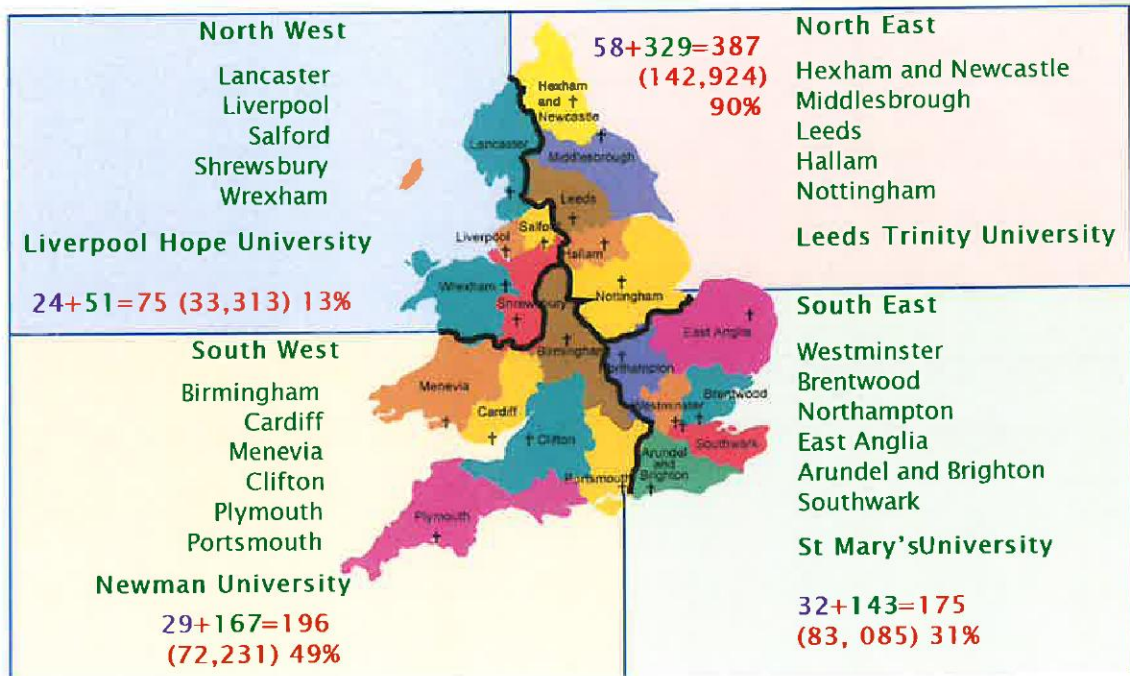 North West
Lancaster
Liverpool
Salford
Shrewsbury
Wrexham
Liverpool Hope University
24+51=75 (33,313) 13%
58+329=387
(142,924)
90%
North East
Hexham and Newcastle
Middlesbrough
Leeds
Hallam
Nottingham
Leeds Trinity University
Hexham
and
Newcastle
Lancaster
Middlesbrough
Leeds
Salford
Liverpool
Hallam
Wrexham
Shrewsbury
Nottingham
East Anglia
Birmingham
Northampton
Menevia
Cardiff
Clifton
Westminster
Brentwood
Southwark
Arundel
and
Brighton
Portsmouth
Plymouth
South West
Birmingham
Cardiff
Menevia
Clifton
Plymouth
Portsmouth
Newman University
29+167=196
(72,231) 49%
South East
Westminster
Brentwood
Northampton
East Anglia
Arundel and Brighton
Southwark
St Mary'sUniversity
32+143=175
(83, 085) 31%